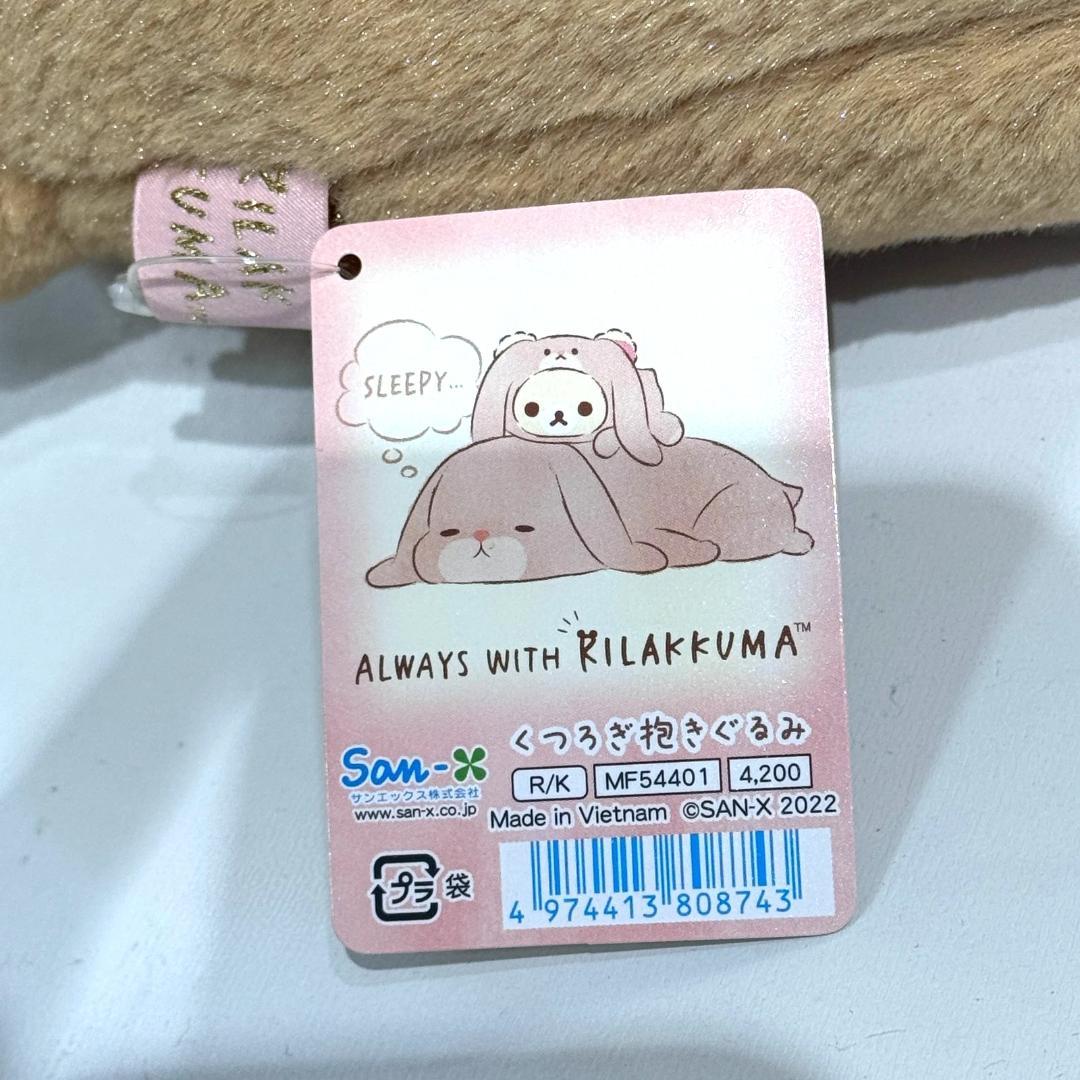 RILAK
KUMA
SLEEPY...
ALWAYS WITH RILAKKUMA™
くつろぎ抱きぐるみ
San-X
サンエックス株式会社
www.san-x.co.jp
R/K MF54401 4,200
Made in Vietnam ©SAN-X 2022
プラ 袋
4 974413 808743